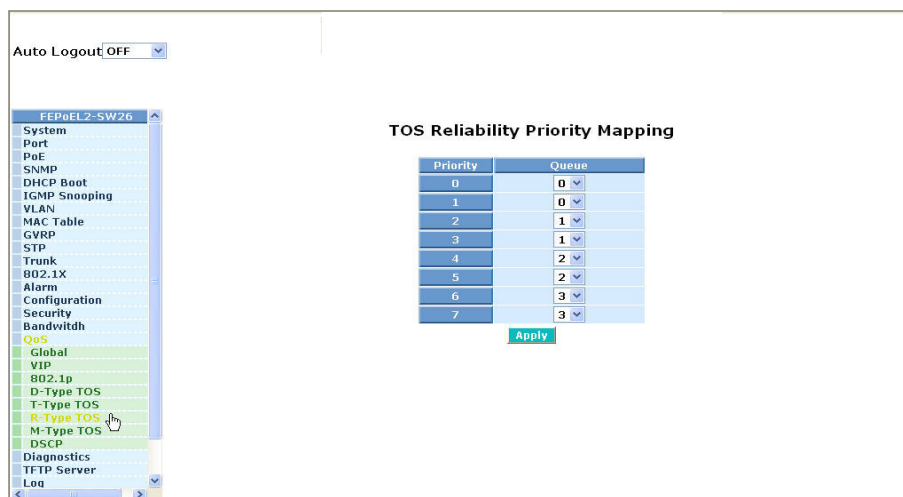 Auto Logout OFF
FEPoEL2-SW26
System
Port
PoE
SNMP
DHCP Boot
IGMP Snooping
VLAN
MAC Table
GVRP
STP
Trunk
802.1X
Alarm
Configuration
Security
Bandwitdh
QoS
Global
VIP
802.1p
D-Type TOS
T-Type TOS
R-Type TOS
M-Type TOS
DSCP
Diagnostics
TFTP Server
Log
TOS Reliability Priority Mapping
Priority Queue
0 0
1 0
2 1
3 1
4 2
5 2
6 3
7 3
Apply